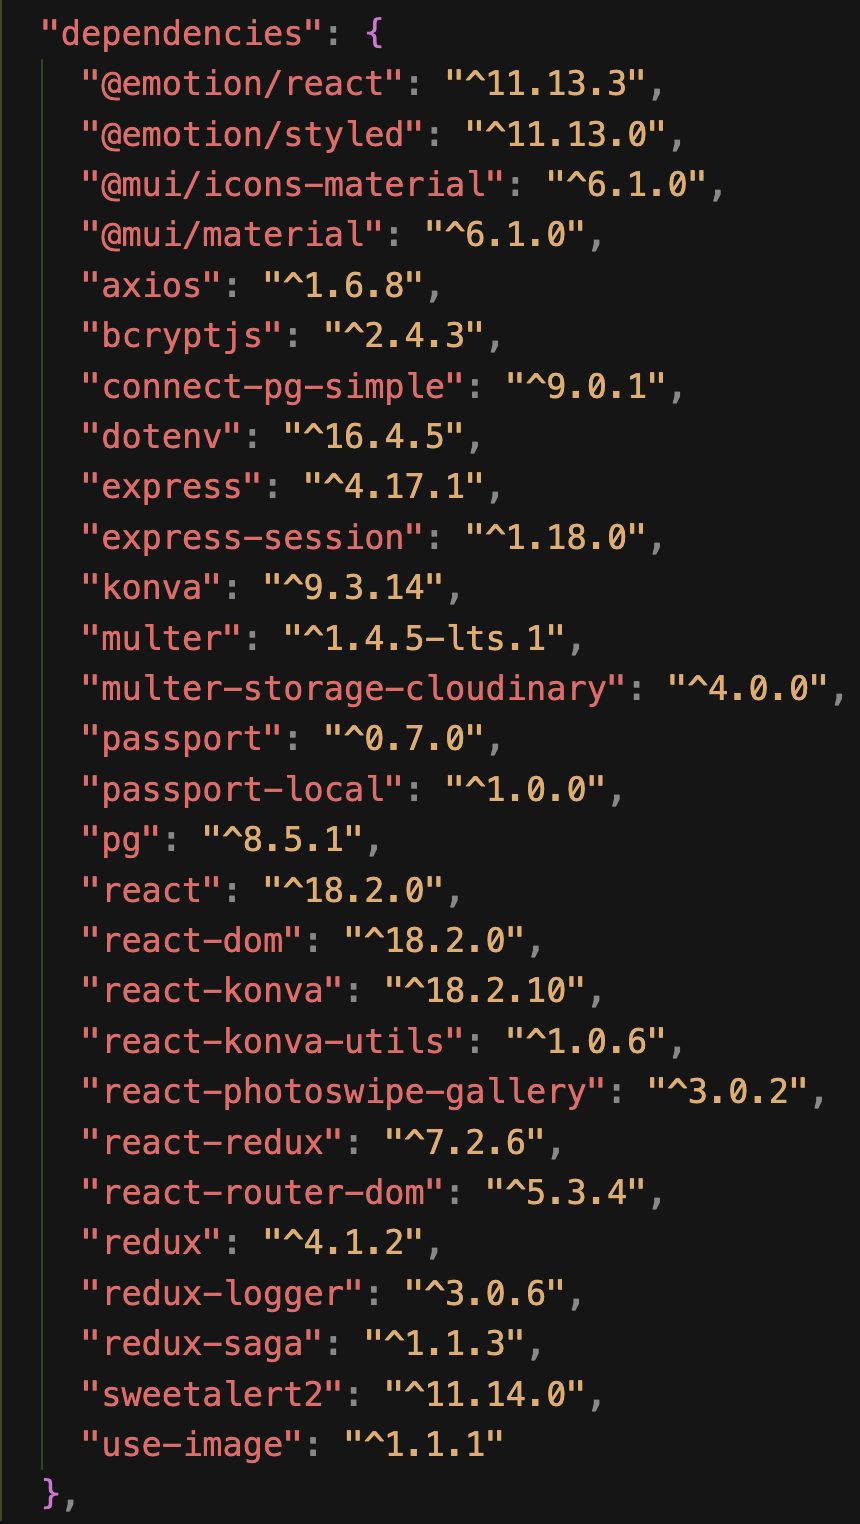 "dependencies": {
"@emotion/react": "^11.13.3",
"@emotion/styled": "^11.13.0",
"@mui/icons-material": "^6.1.0",
"@mui/material": "^6.1.0",
"axios": "^1.6.8",
"bcryptjs": "^2.4.3",
"connect-pg-simple": "^9.0.1",
"dotenv": "^16.4.5",
"express": "^4.17.1",
"express-session": "^1.18.0",
"konva": "^9.3.14",
"multer": "^1.4.5-lts.1",
"multer-storage-cloudinary": "^4.0.0",
"passport": "^0.7.0",
"passport-local": "^1.0.0",
"pg": "^8.5.1",
"react": "^18.2.0",
"react-dom": "^18.2.0",
"react-konva": "^18.2.10",
"react-konva-utils": "^1.0.6",
"react-photoswipe-gallery": "^3.0.2",
"react-redux": "^7.2.6",
"react-router-dom": "^5.3.4",
"redux": "^4.1.2",
"redux-logger": "^3.0.6",
"redux-saga": "^1.1.3",
"sweetalert2": "^11.14.0",
"use-image": "^1.1.1"
},